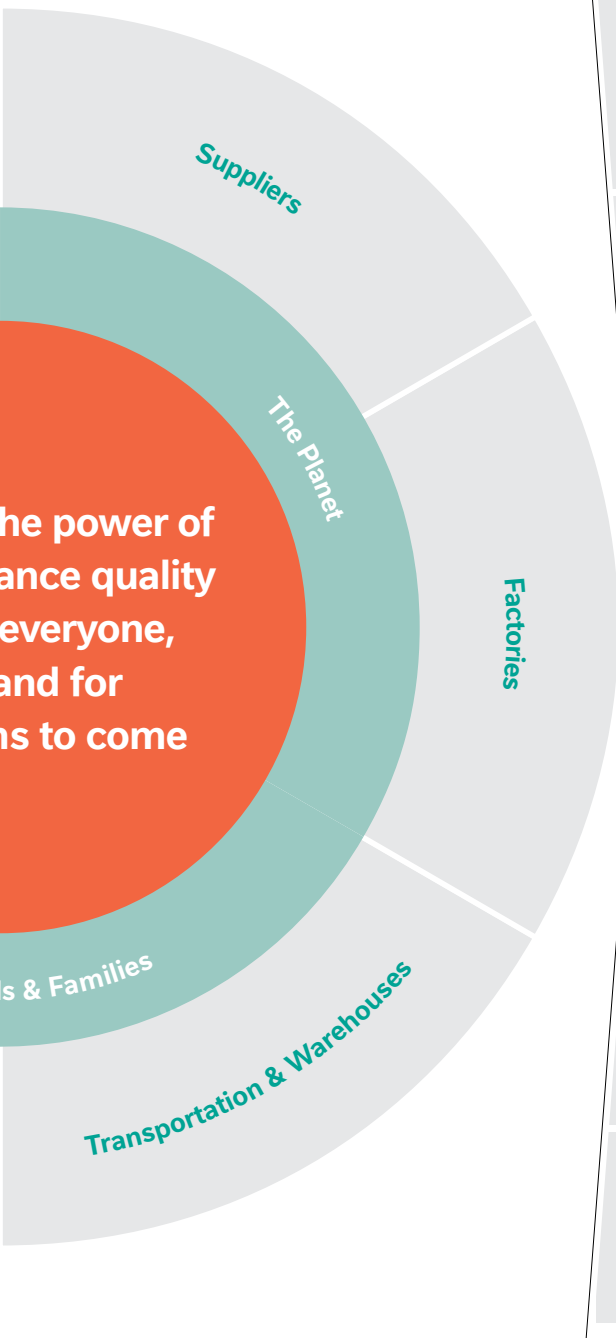 Suppliers
The Planet
he power of
ance quality
everyone,
and for
ns to come
Factories
s & Families
Transportation & Warehouses